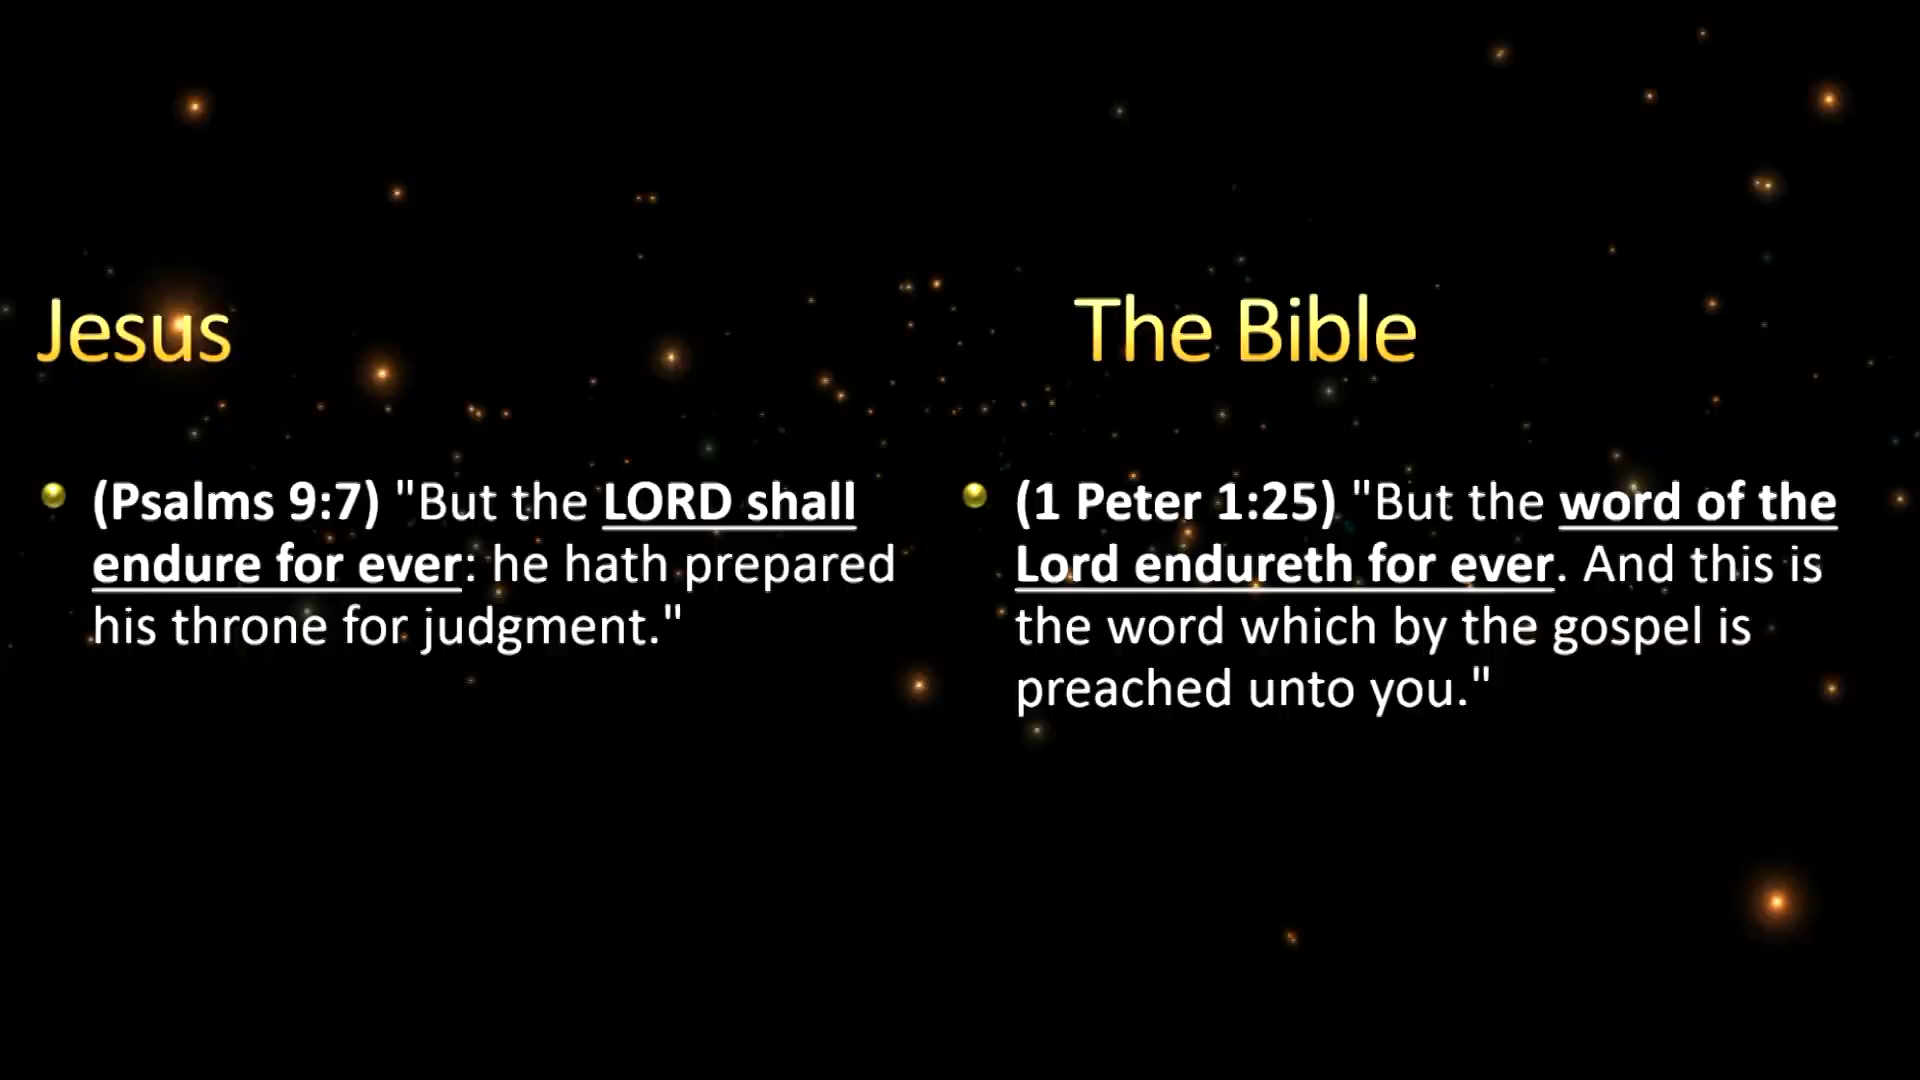 Jesus
(Psalms 9:7) "But the LORD shall
endure for ever: he hath prepared
his throne for judgment."
The Bible
(1 Peter 1:25) "But the word of the
Lord endureth for ever. And this is
the word which by the gospel is
preached unto you."